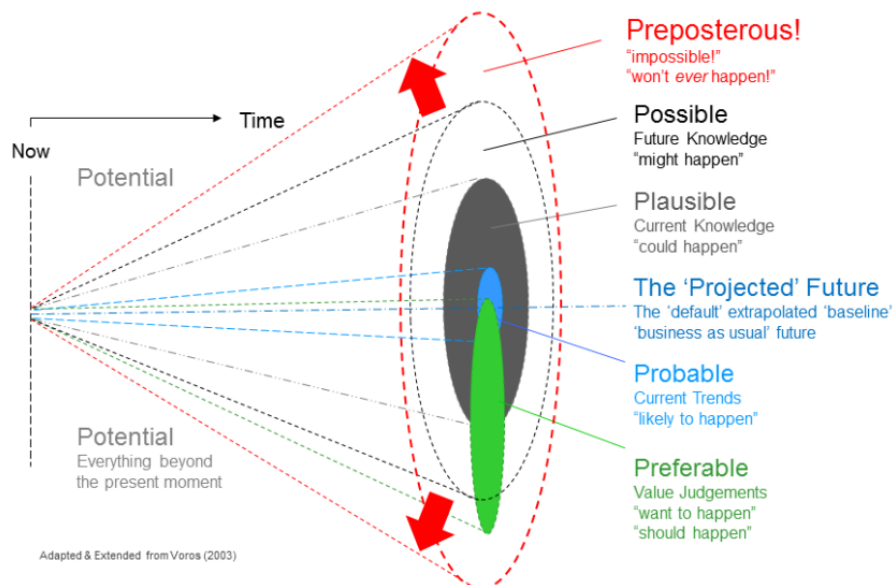 Preposterous!
“impossible!”
“won’t ever happen!”
Time
Now
Potential
Possible
Future Knowledge
“might happen”
Plausible
Current Knowledge
“could happen”
The ‘Projected’ Future
The ‘default’ extrapolated ‘baseline’
‘business as usual’ future
Probable
Current Trends
“likely to happen”
Potential
Everything beyond
the present moment
Preferable
Value Judgements
“want to happen”
“should happen”
Adapted & Extended from Voros (2003)